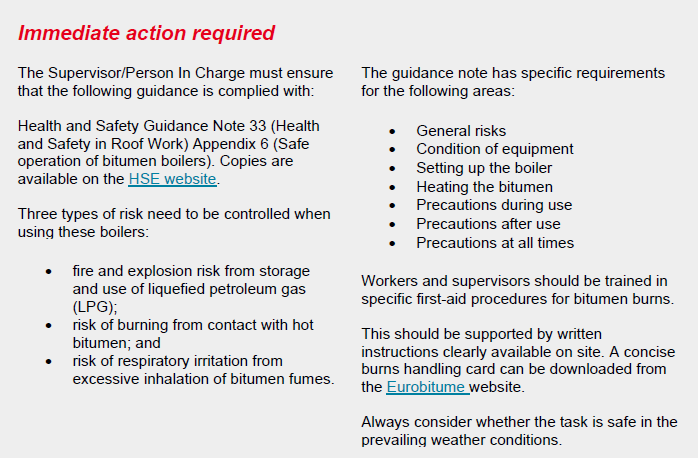 Immediate action required
The Supervisor/Person In Charge must ensure
that the following guidance is complied with:
Health and Safety Guidance Note 33 (Health
and Safety in Roof Work) Appendix 6 (Safe
operation of bitumen boilers). Copies are
available on the HSE website.
Three types of risk need to be controlled when
using these boilers:
• fire and explosion risk from storage
and use of liquefied petroleum gas
(LPG);
• risk of burning from contact with hot
bitumen; and
• risk of respiratory irritation from
excessive inhalation of bitumen fumes.
The guidance note has specific requirements
for the following areas:
• General risks
• Condition of equipment
• Setting up the boiler
• Heating the bitumen
• Precautions during use
• Precautions after use
• Precautions at all times
Workers and supervisors should be trained in
specific first-aid procedures for bitumen burns.
This should be supported by written
instructions clearly available on site. A concise
burns handling card can be downloaded from
the Eurobitume website.
Always consider whether the task is safe in the
prevailing weather conditions.